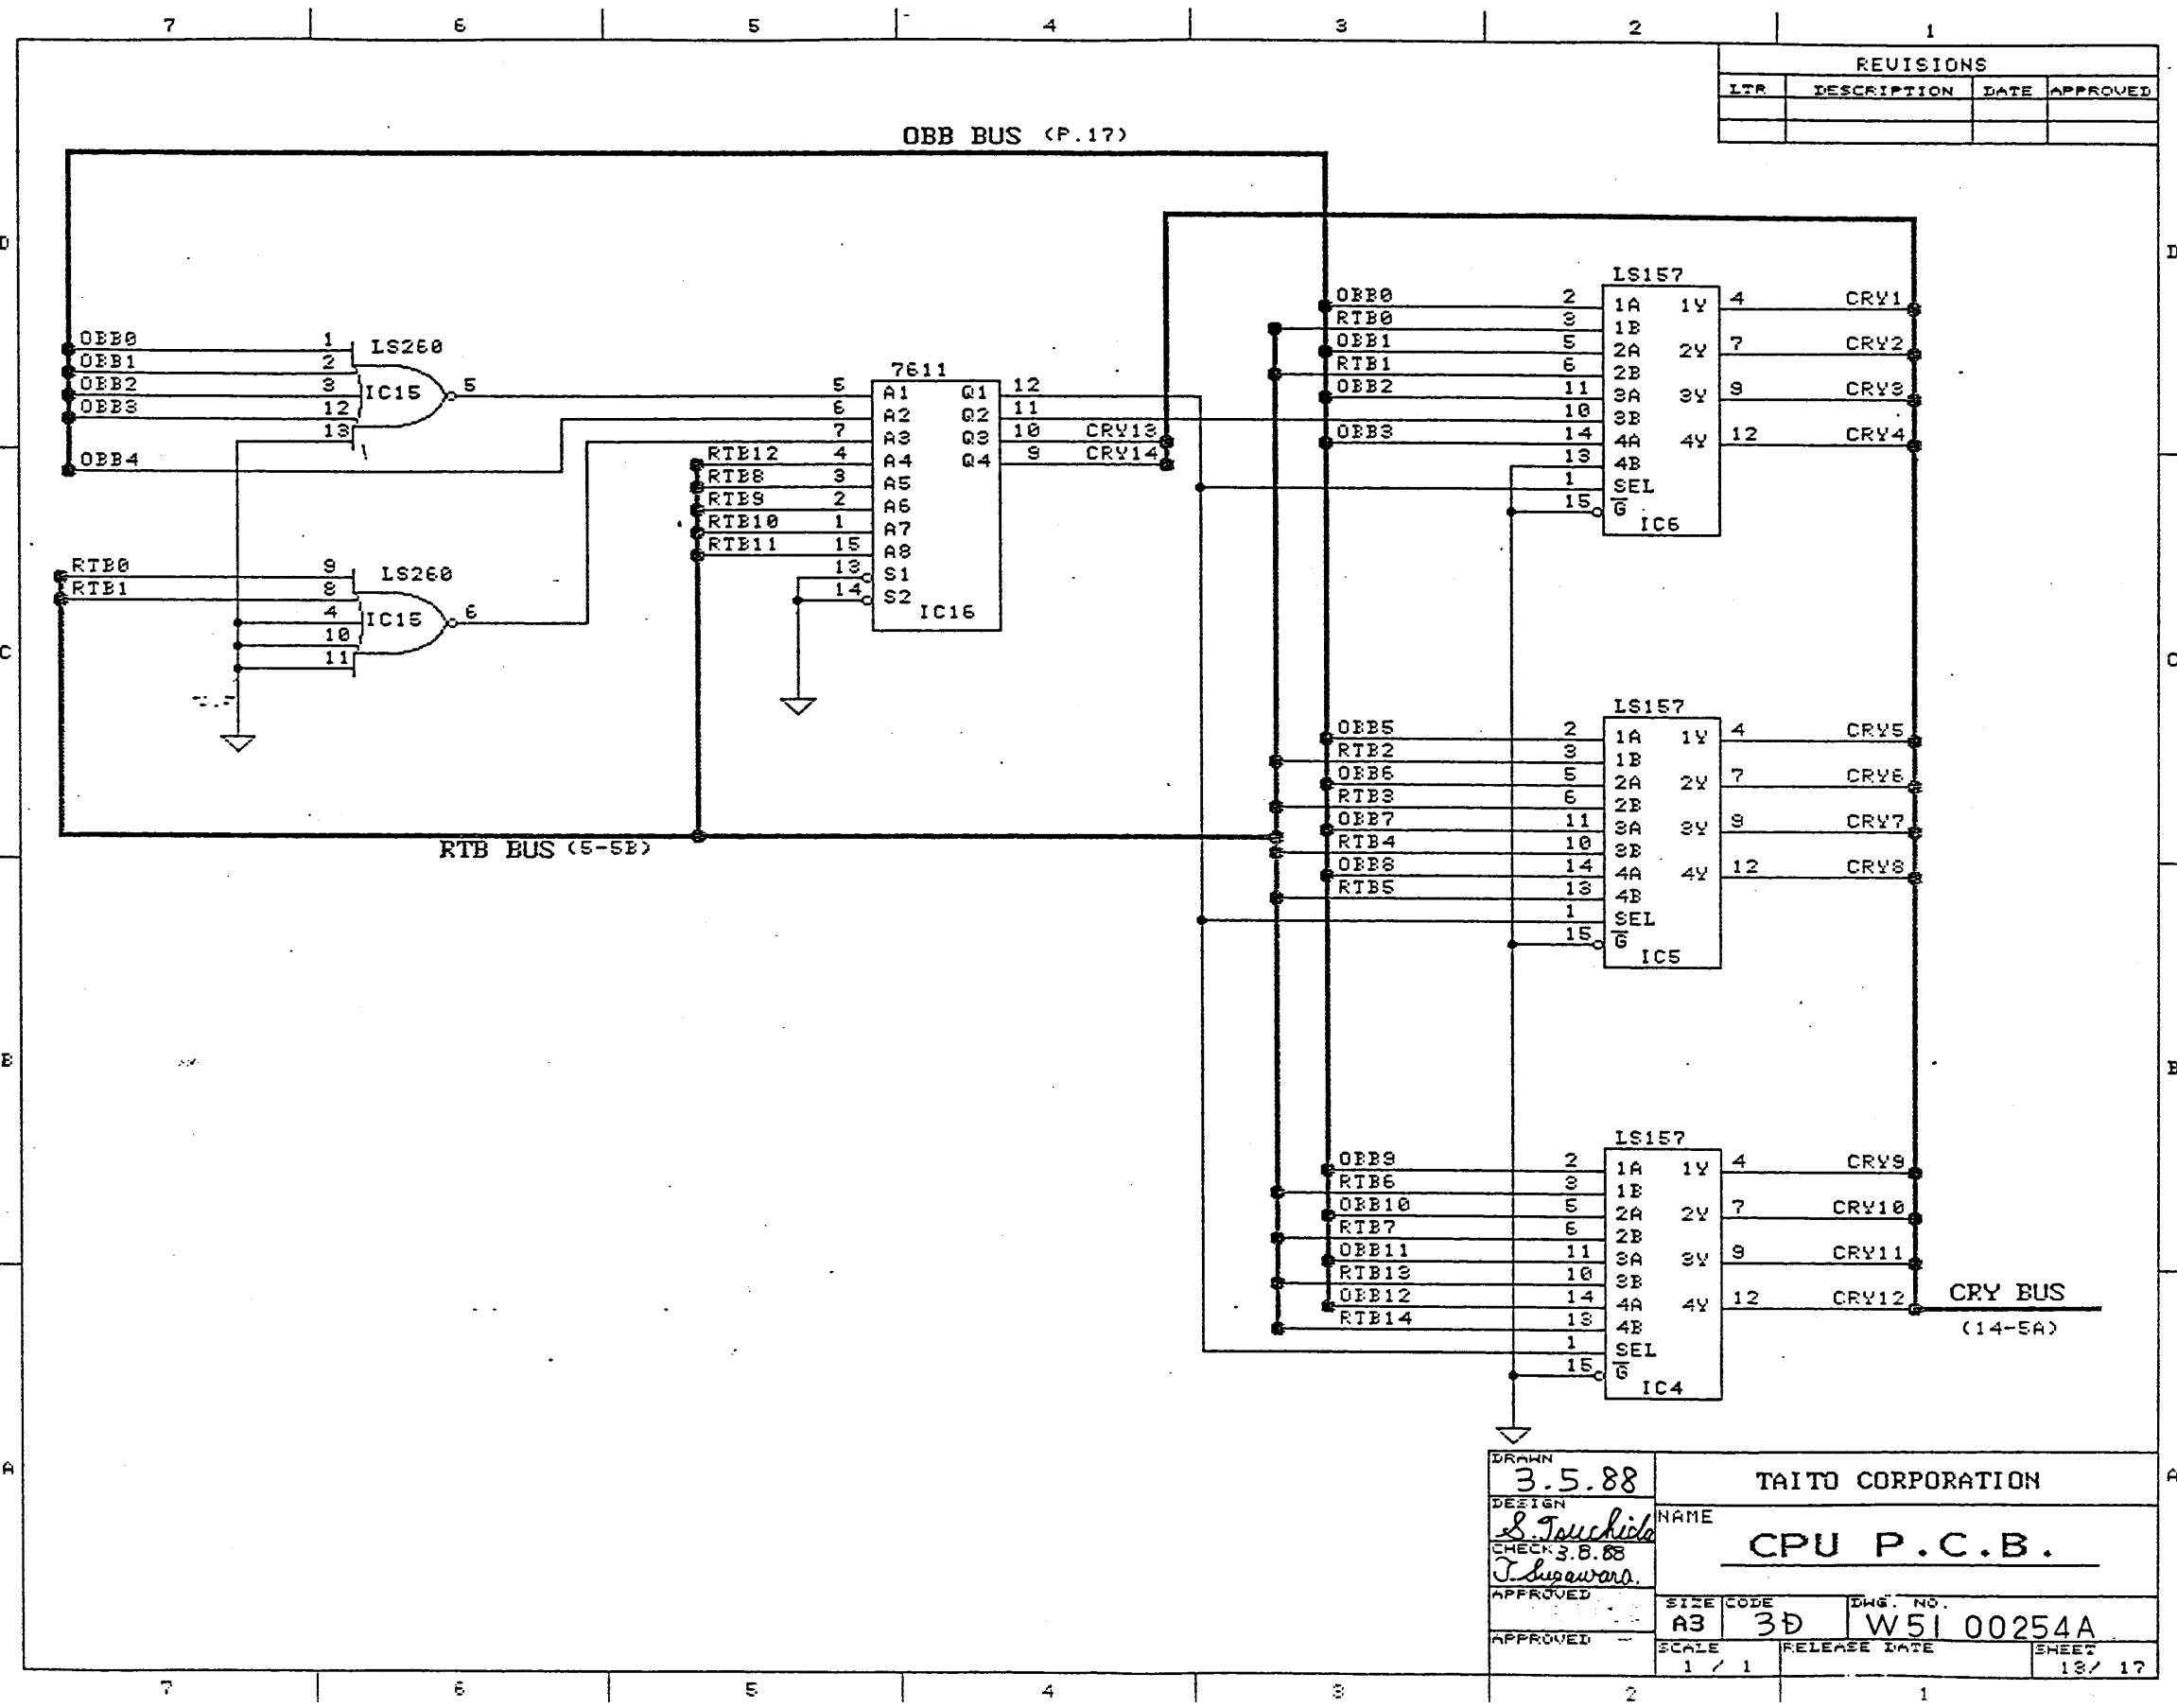 7 6 5 4 3 2 1
REVISIONS
LTR DESCRIPTION DATE APPROVED
OBB BUS (P.17)
D D
C C
B B
A A
OBB0 1
OBB1 2
OBB2 3
OBB3 12
13
OBB4
LS260
IC15
5
RTB0 9
RTB1 8
4
10
11
LS260
IC15
6
RTB BUS (5-5B)
7611
5 A1 Q1 12
6 A2 Q2 11
7 A3 Q3 10 CRY13
RTB12 4 A4 Q4 9 CRY14
RTB8 3 A5
RTB9 2 A6
RTB10 1 A7
RTB11 15 A8
13 S1
14 S2
IC16
LS157
OBB0 2 1A 1Y 4 CRY1
RTB0 3 1B
OBB1 5 2A 2Y 7 CRY2
RTB1 6 2B
OBB2 11 3A 3Y 9 CRY3
10 3B
OBB3 14 4A 4Y 12 CRY4
13 4B
1 SEL
15 G
IC6
LS157
OBB5 2 1A 1Y 4 CRY5
RTB2 3 1B
OBB6 5 2A 2Y 7 CRY6
RTB3 6 2B
OBB7 11 3A 3Y 9 CRY7
RTB4 10 3B
OBB8 14 4A 4Y 12 CRY8
RTB5 13 4B
1 SEL
15 G
IC5
LS157
OBB9 2 1A 1Y 4 CRY9
RTB6 3 1B
OBB10 5 2A 2Y 7 CRY10
RTB7 6 2B
OBB11 11 3A 3Y 9 CRY11
RTB13 10 3B
OBB12 14 4A 4Y 12 CRY12
RTB14 13 4B
1 SEL
15 G
IC4
CRY BUS
(14-5A)
DRAWN
3.5.88
DESIGN
S. Tsuchida
CHECK 3.8.88
T. Sugawara.
APPROVED
APPROVED
TAITO CORPORATION
NAME
CPU P.C.B.
SIZE CODE DWG. NO.
A3 3D W51 00254A
SCALE RELEASE DATE SHEET
1 / 1 13/ 17
7 6 5 4 3 2 1